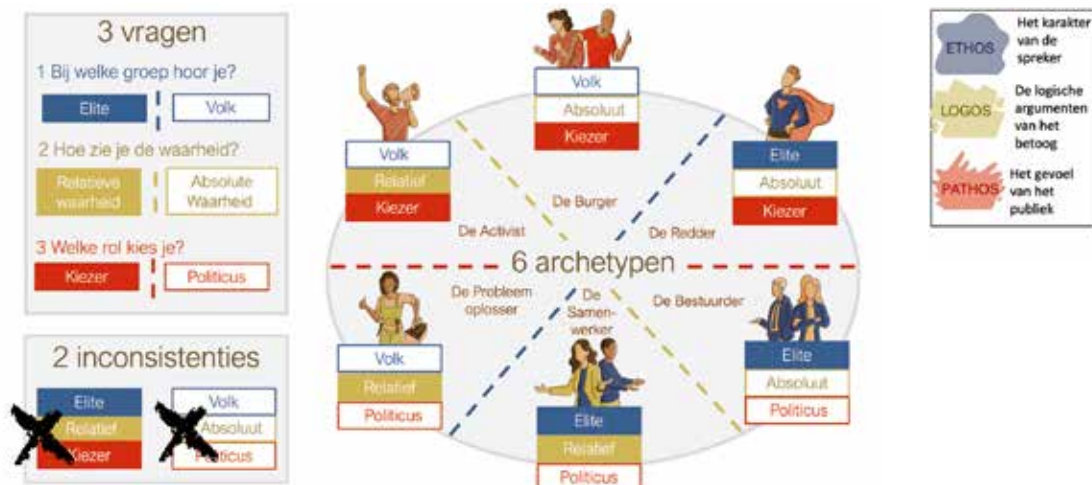 3 vragen
1 Bij welke groep hoor je?
Elite
Volk
2 Hoe zie je de waarheid?
Relatieve
waarheid
Absolute
Waarheid
3 Welke rol kies je?
Kiezer
Politicus
2 inconsistenties
Elite
Relatief
Kiezer
Volk
Absoluut
Politicus
Volk
Absoluut
Kiezer
Volk
Relatief
Kiezer
Elite
Absoluut
Kiezer
De Burger
De Activist
De Redder
6 archetypen
De Probleem
oplosser
De
Samen-
werker
De Bestuurder
Volk
Relatief
Politicus
Elite
Relatief
Politicus
Elite
Absoluut
Politicus
ETHOS
Het karakter
van de
spreker
LOGOS
De logische
argumenten
van het
betoog
PATHOS
Het gevoel
van het
publiek